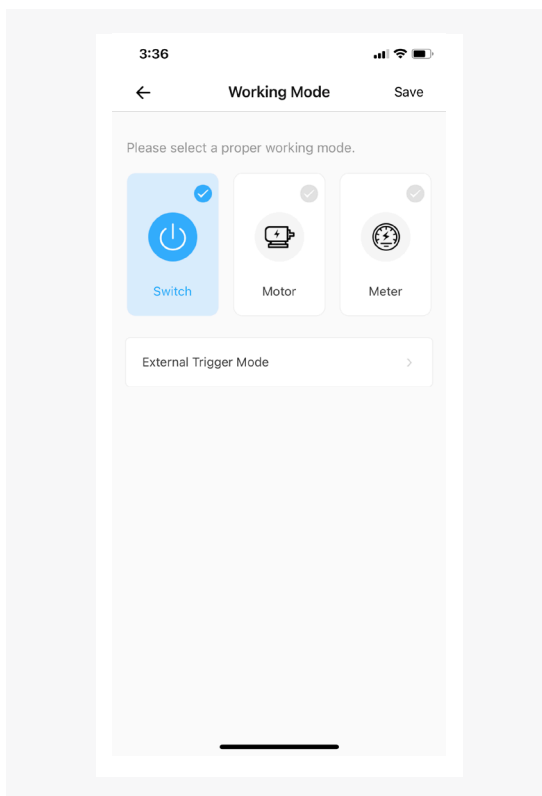 3:36
Working Mode
Save
Please select a proper working mode.
Switch
Motor
Meter
External Trigger Mode